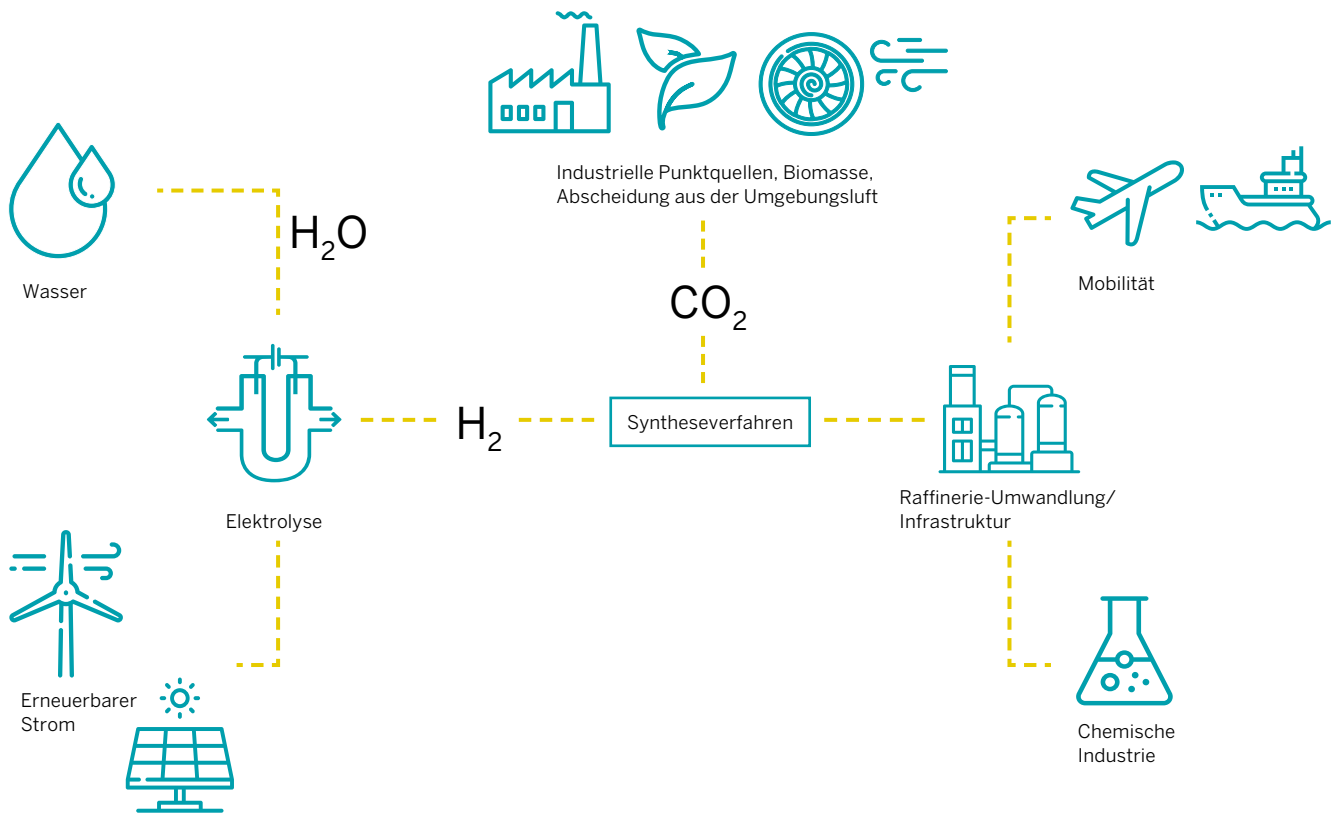 Industrielle Punktquellen, Biomasse,
Abscheidung aus der Umgebungsluft
H₂O
Wasser
CO₂
Mobilität
H₂
Syntheseverfahren
Elektrolyse
Raffinerie-Umwandlung/
Infrastruktur
Erneuerbarer
Strom
Chemische
Industrie